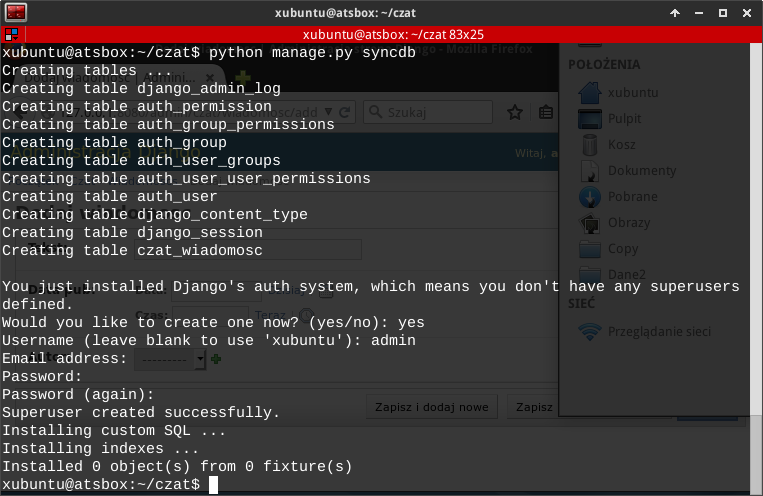 xubuntu@atsbox: ~/czat
xubuntu@atsbox: ~/czat 83x25
xubuntu@atsbox:~/czat$ python manage.py syncdb
Creating tables ...
Creating table django_admin_log
Creating table auth_permission
Creating table auth_group_permissions
Creating table auth_group
Creating table auth_user_groups
Creating table auth_user_user_permissions
Creating table auth_user
Creating table django_content_type
Creating table django_session
Creating table czat_wiadomosc
You just installed Django's auth system, which means you don't have any superusers
defined.
Would you like to create one now? (yes/no): yes
Username (leave blank to use 'xubuntu'): admin
Email address:
Password:
Password (again):
Superuser created successfully.
Installing custom SQL ...
Installing indexes ...
Installed 0 object(s) from 0 fixture(s)
xubuntu@atsbox:~/czat$
Mozilla Firefox
Szukaj
Witaj,
Czas:
Teraz
Zapisz i dodaj nowe
Zapisz
POŁOŻENIA
xubuntu
Pulpit
Kosz
Dokumenty
Pobrane
Obrazy
Copy
Dane2
SIEĆ
Przeglądanie sieci